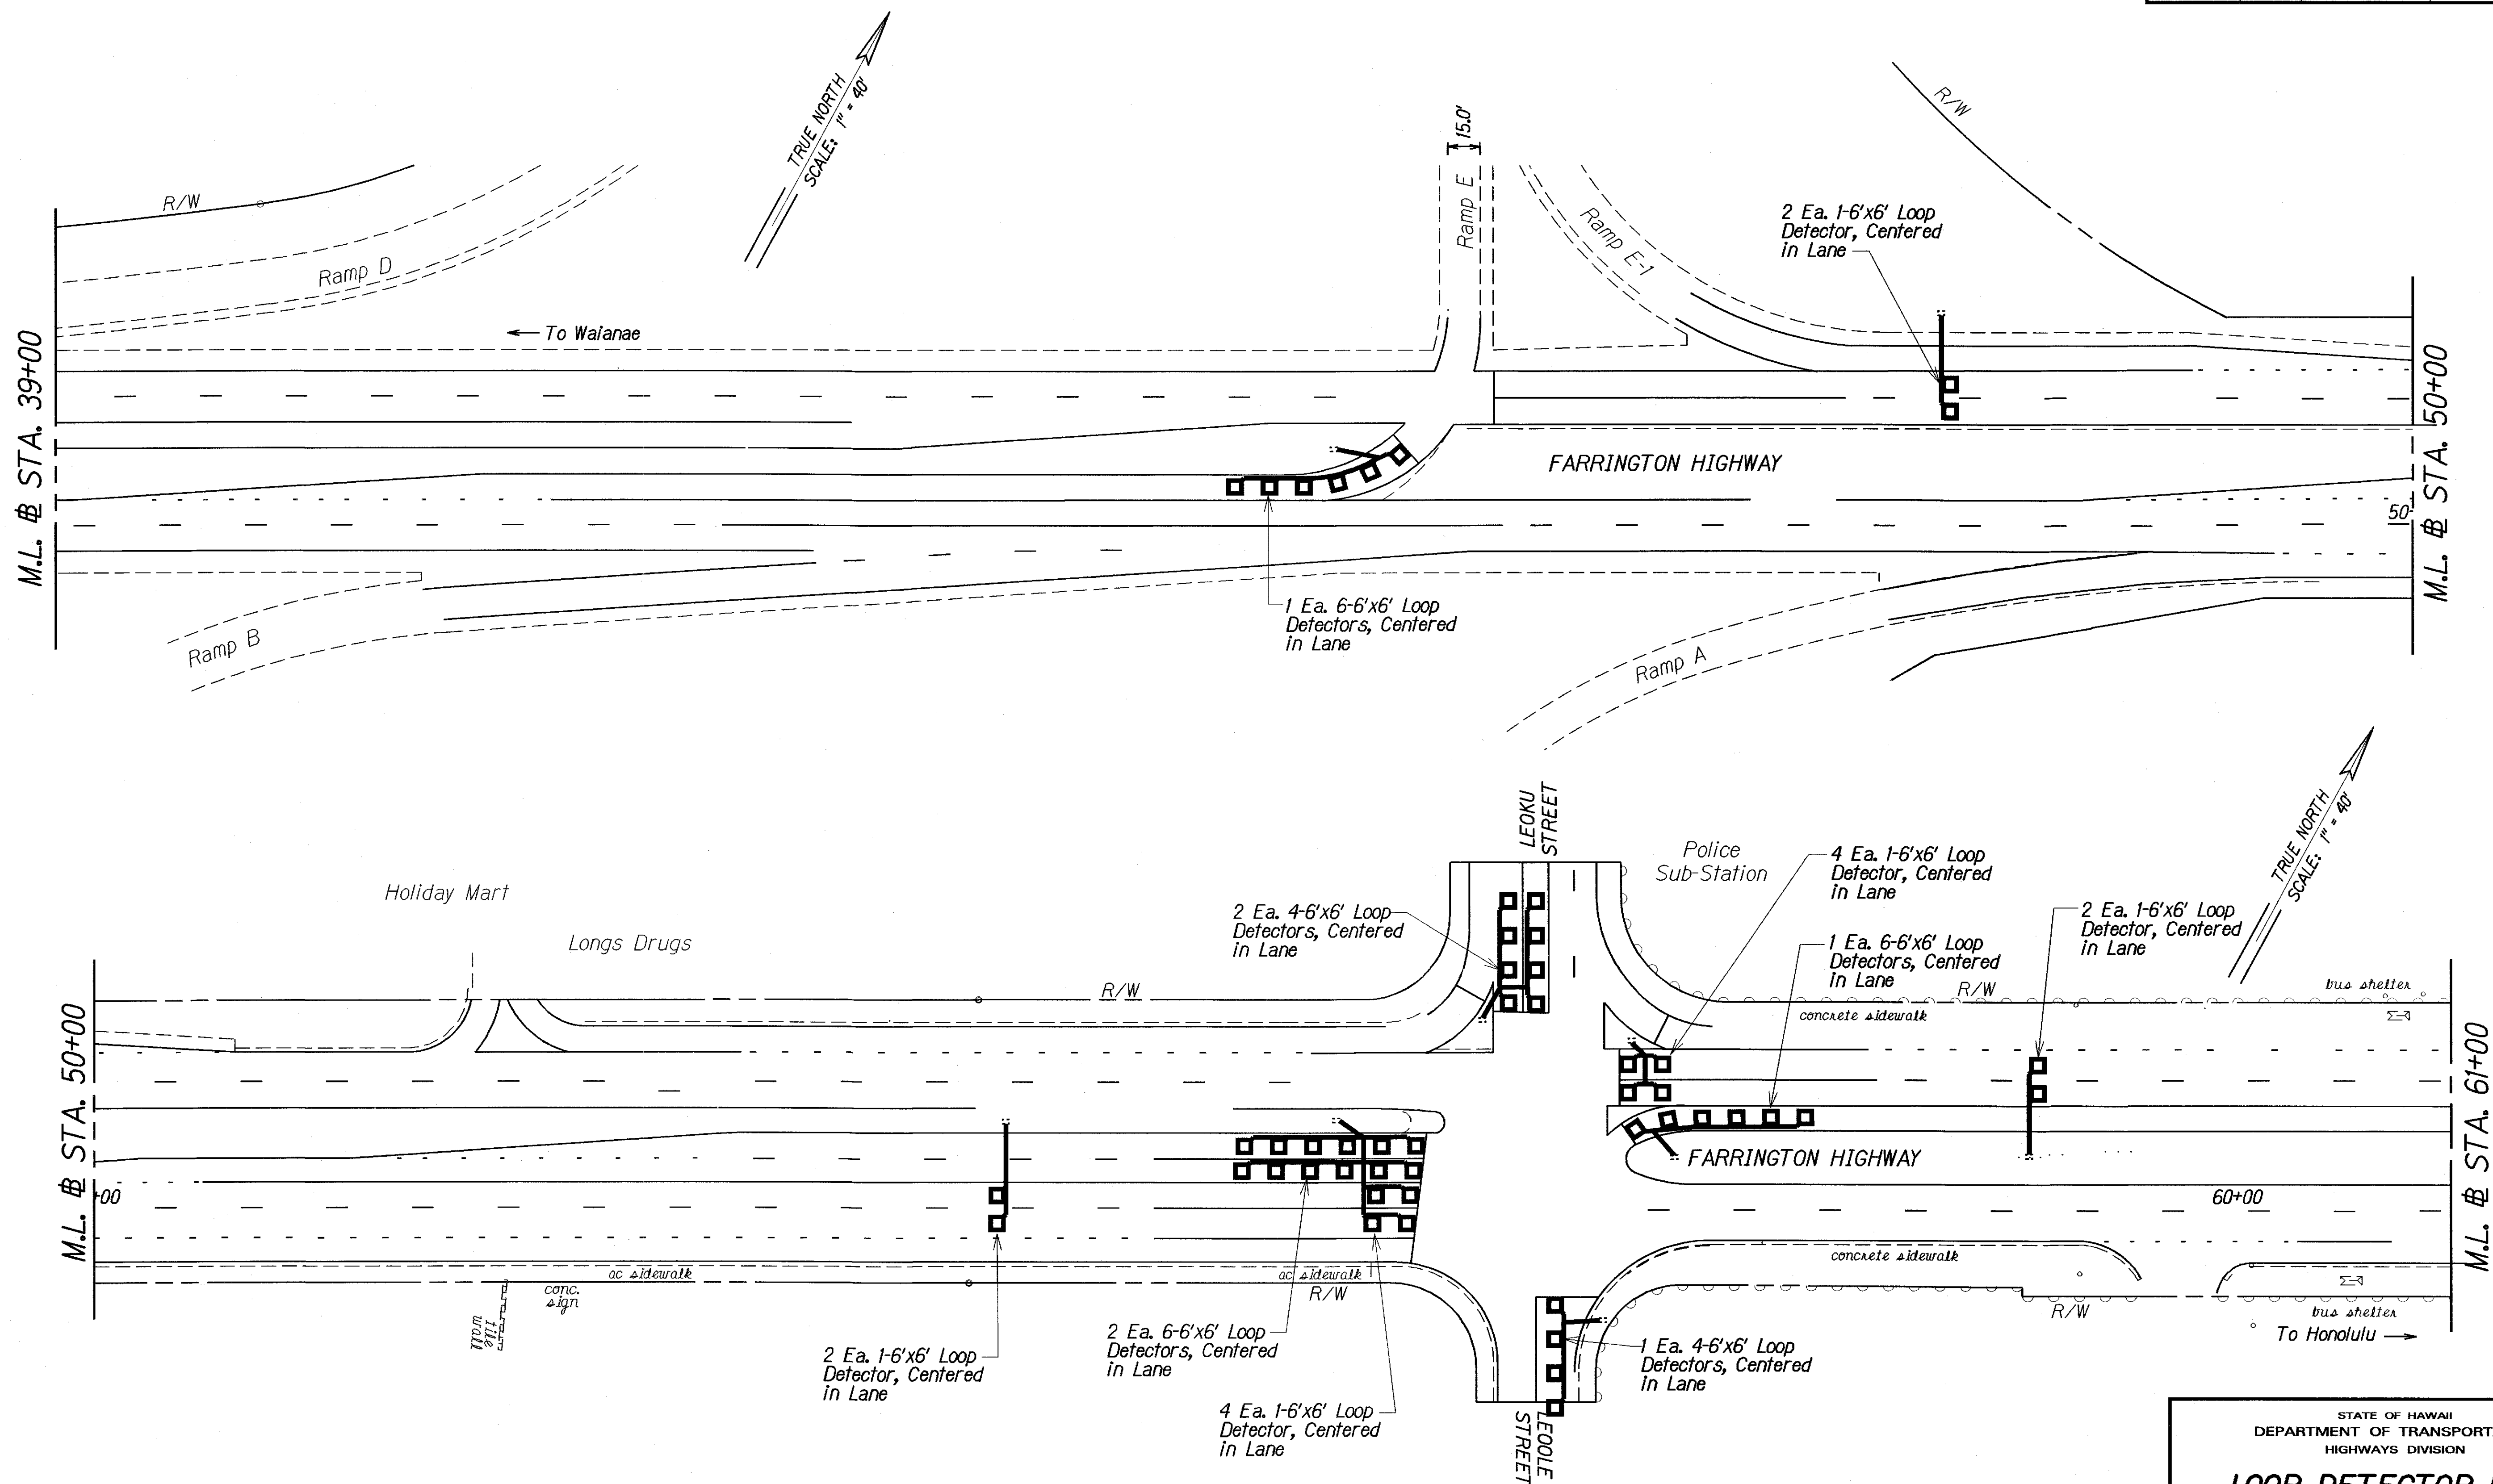 TRUE NORTH
SCALE: 1" = 40'
15.0'
R/W
R/W
Ramp E
Ramp E-1
2 Ea. 1-6'x6' Loop
Detector, Centered
in Lane
Ramp D
To Waianae
M.L. ℄ STA. 39+00
M.L. ℄ STA. 50+00
FARRINGTON HIGHWAY
50
1 Ea. 6-6'x6' Loop
Detectors, Centered
in Lane
Ramp B
Ramp A
LEOKU
STREET
TRUE NORTH
SCALE: 1" = 40'
Police
Sub-Station
4 Ea. 1-6'x6' Loop
Detector, Centered
in Lane
Holiday Mart
Longs Drugs
2 Ea. 4-6'x6' Loop
Detectors, Centered
in Lane
2 Ea. 1-6'x6' Loop
Detector, Centered
in Lane
1 Ea. 6-6'x6' Loop
Detectors, Centered
in Lane
R/W
R/W
bus shelter
concrete sidewalk
M.L. ℄ STA. 50+00
M.L. ℄ STA. 61+00
FARRINGTON HIGHWAY
+00
60+00
concrete sidewalk
ac sidewalk
ac sidewalk
conc.
sign
tile
wall
R/W
R/W
bus shelter
To Honolulu
2 Ea. 1-6'x6' Loop
Detector, Centered
in Lane
2 Ea. 6-6'x6' Loop
Detectors, Centered
in Lane
1 Ea. 4-6'x6' Loop
Detectors, Centered
in Lane
4 Ea. 1-6'x6' Loop
Detector, Centered
in Lane
LEOOLE
STREET
STATE OF HAWAII
DEPARTMENT OF TRANSPORT
HIGHWAYS DIVISION
LOOP DETECTOR